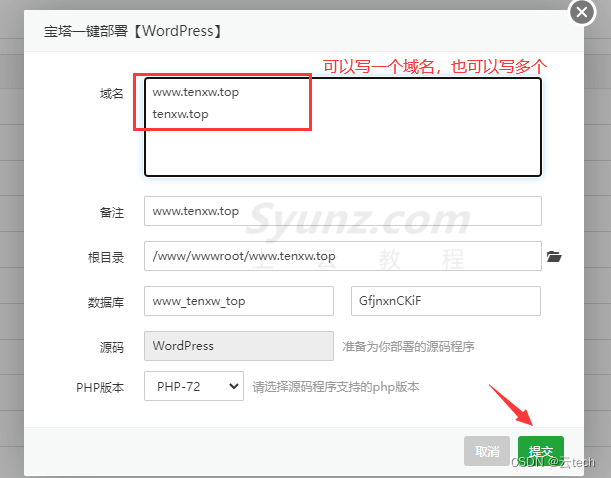 宝塔一键部署【WordPress】
可以写一个域名，也可以写多个
域名
www.tenxw.top
tenxw.top
备注
www.tenxw.top
Syunz.com
上云教程
根目录
/www/wwwroot/www.tenxw.top
数据库
www_tenxw_top
GfjnxnCKiF
源码
WordPress
准备为你部署的源码程序
PHP版本
PHP-72
请选择源码程序支持的php版本
取消
提交
CSDN @云tech